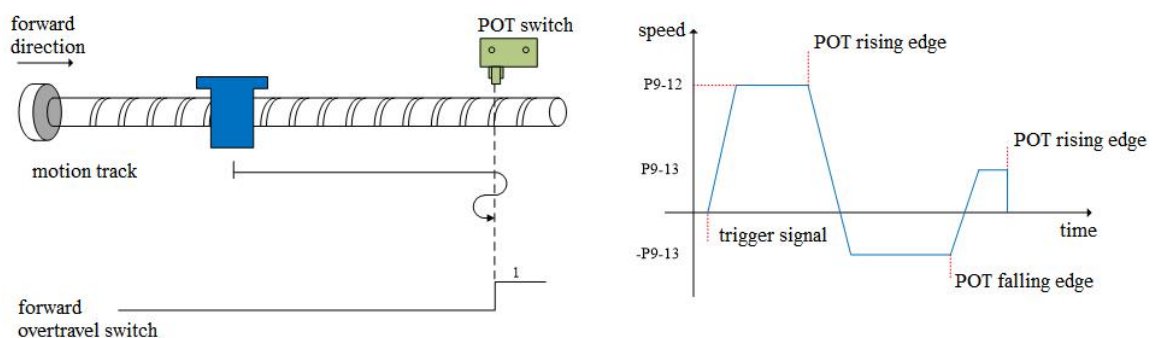 forward
direction
POT switch
motion track
1
forward
overtravel switch
speed
POT rising edge
P9-12
POT rising edge
P9-13
trigger signal
time
-P9-13
POT falling edge